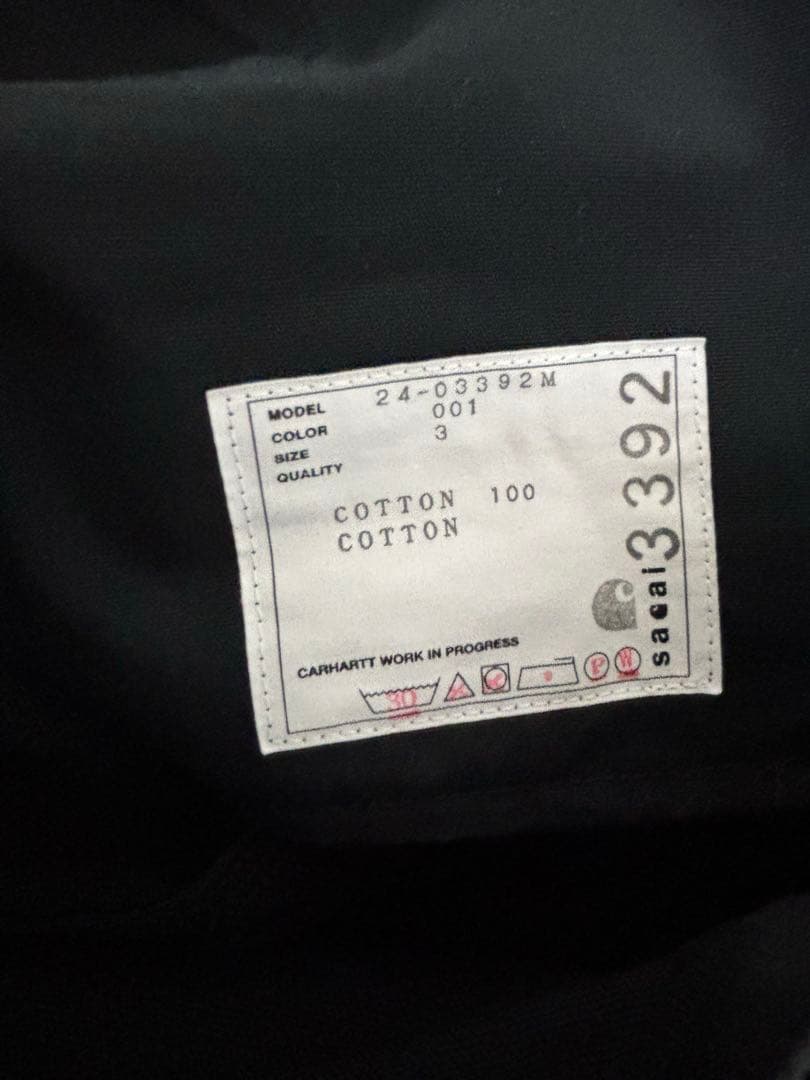 MODEL 24-03392M
COLOR 001
SIZE 3
QUALITY
COTTON 100
COTTON
CARHARTT WORK IN PROGRESS
30
P
W
sacai 3392